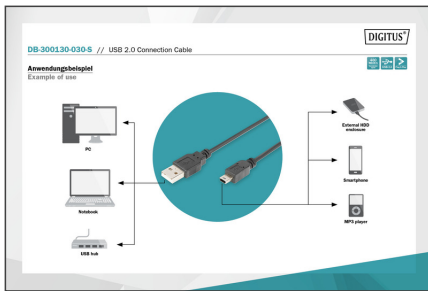 DIGITUS®
DB-300130-030-S // USB 2.0 Connection Cable
Anwendungsbeispiel
Example of use
PC
Notebook
USB hub
External HDD
enclosure
Smartphone
MP3 player